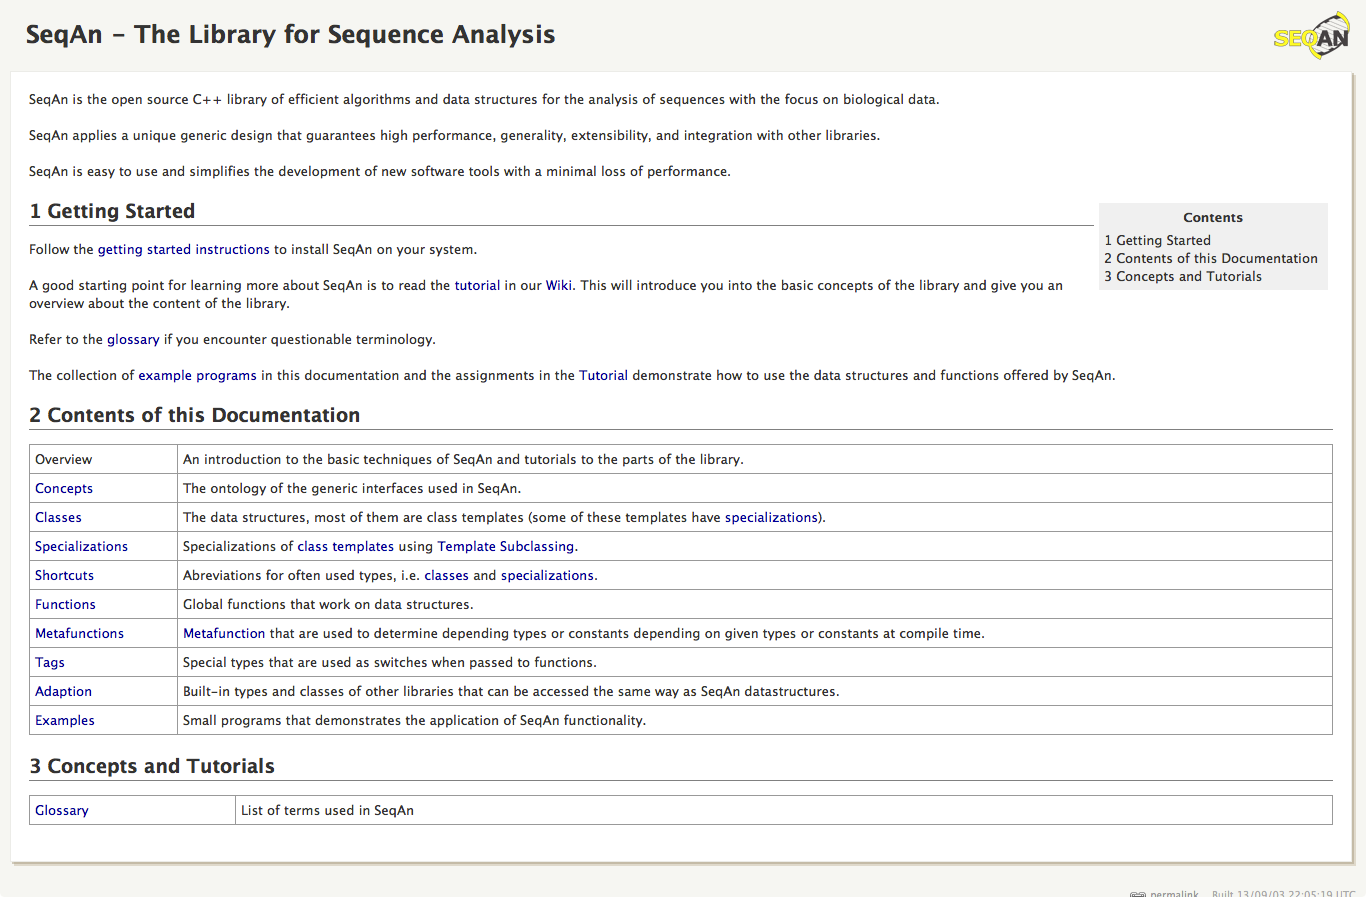 SeqAn – The Library for Sequence Analysis
SEQAN
SeqAn is the open source C++ library of efficient algorithms and data structures for the analysis of sequences with the focus on biological data.
SeqAn applies a unique generic design that guarantees high performance, generality, extensibility, and integration with other libraries.
SeqAn is easy to use and simplifies the development of new software tools with a minimal loss of performance.
Contents
1 Getting Started
2 Contents of this Documentation
3 Concepts and Tutorials
1 Getting Started
Follow the getting started instructions to install SeqAn on your system.
A good starting point for learning more about SeqAn is to read the tutorial in our Wiki. This will introduce you into the basic concepts of the library and give you an
overview about the content of the library.
Refer to the glossary if you encounter questionable terminology.
The collection of example programs in this documentation and the assignments in the Tutorial demonstrate how to use the data structures and functions offered by SeqAn.
2 Contents of this Documentation
Overview An introduction to the basic techniques of SeqAn and tutorials to the parts of the library.
Concepts The ontology of the generic interfaces used in SeqAn.
Classes The data structures, most of them are class templates (some of these templates have specializations).
Specializations Specializations of class templates using Template Subclassing.
Shortcuts Abreviations for often used types, i.e. classes and specializations.
Functions Global functions that work on data structures.
Metafunctions Metafunction that are used to determine depending types or constants depending on given types or constants at compile time.
Tags Special types that are used as switches when passed to functions.
Adaption Built-in types and classes of other libraries that can be accessed the same way as SeqAn datastructures.
Examples Small programs that demonstrates the application of SeqAn functionality.
3 Concepts and Tutorials
Glossary List of terms used in SeqAn
permalink Built 13/09/03 22:05:19 UTC